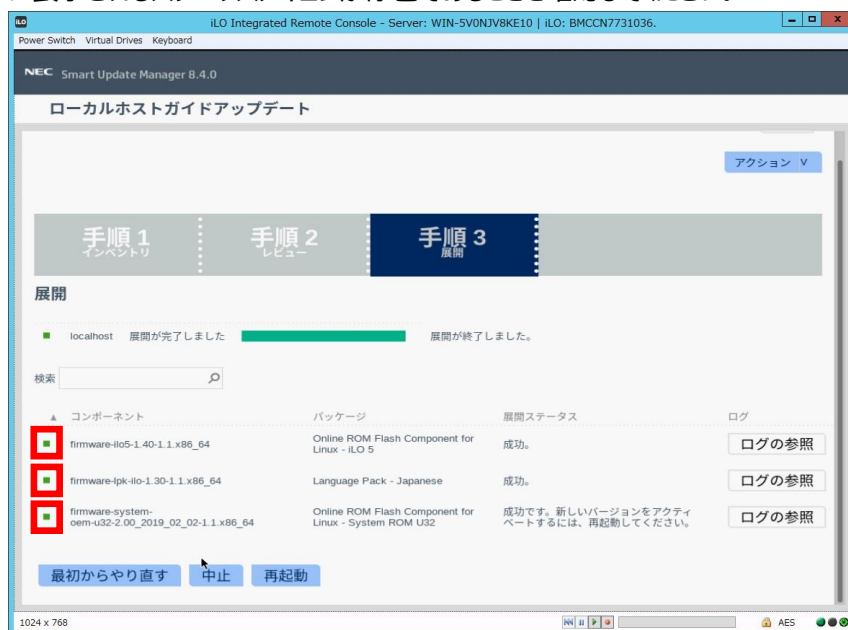 iLO Integrated Remote Console - Server: WIN-5V0NJV8KE10 | iLO: BMCCN7731036.
Power Switch Virtual Drives Keyboard
NEC Smart Update Manager 8.4.0
ローカルホストガイドアップデート
アクション
手順 1 手順 2 手順 3
インベントリ レビュー 展開
展開
localhost 展開が完了しました 展開が終了しました。
検索
コンポーネント パッケージ 展開ステータス ログ
firmware-ilo5-1.40-1.1.x86_64 Online ROM Flash Component for Linux - iLO 5 成功。 ログの参照
firmware-lpk-ilo-1.30-1.1.x86_64 Language Pack - Japanese 成功。 ログの参照
firmware-system- Online ROM Flash Component for 成功です。新しいバージョンをアクティ
oem-u32-2.00_2019_02_02-1.1.x86_64 Linux - System ROM U32 ベートするには、再起動してください。 ログの参照
最初からやり直す 中止 再起動
1024 x 768 AES